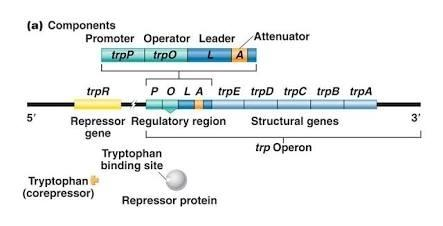 (a) Components
Promoter Operator Leader Attenuator
trpP trpO L A
trpR P O L A trpE trpD trpC trpB trpA
5' 3'
Repressor gene Regulatory region Structural genes
trp Operon
Tryptophan binding site
Tryptophan (corepressor)
Repressor protein